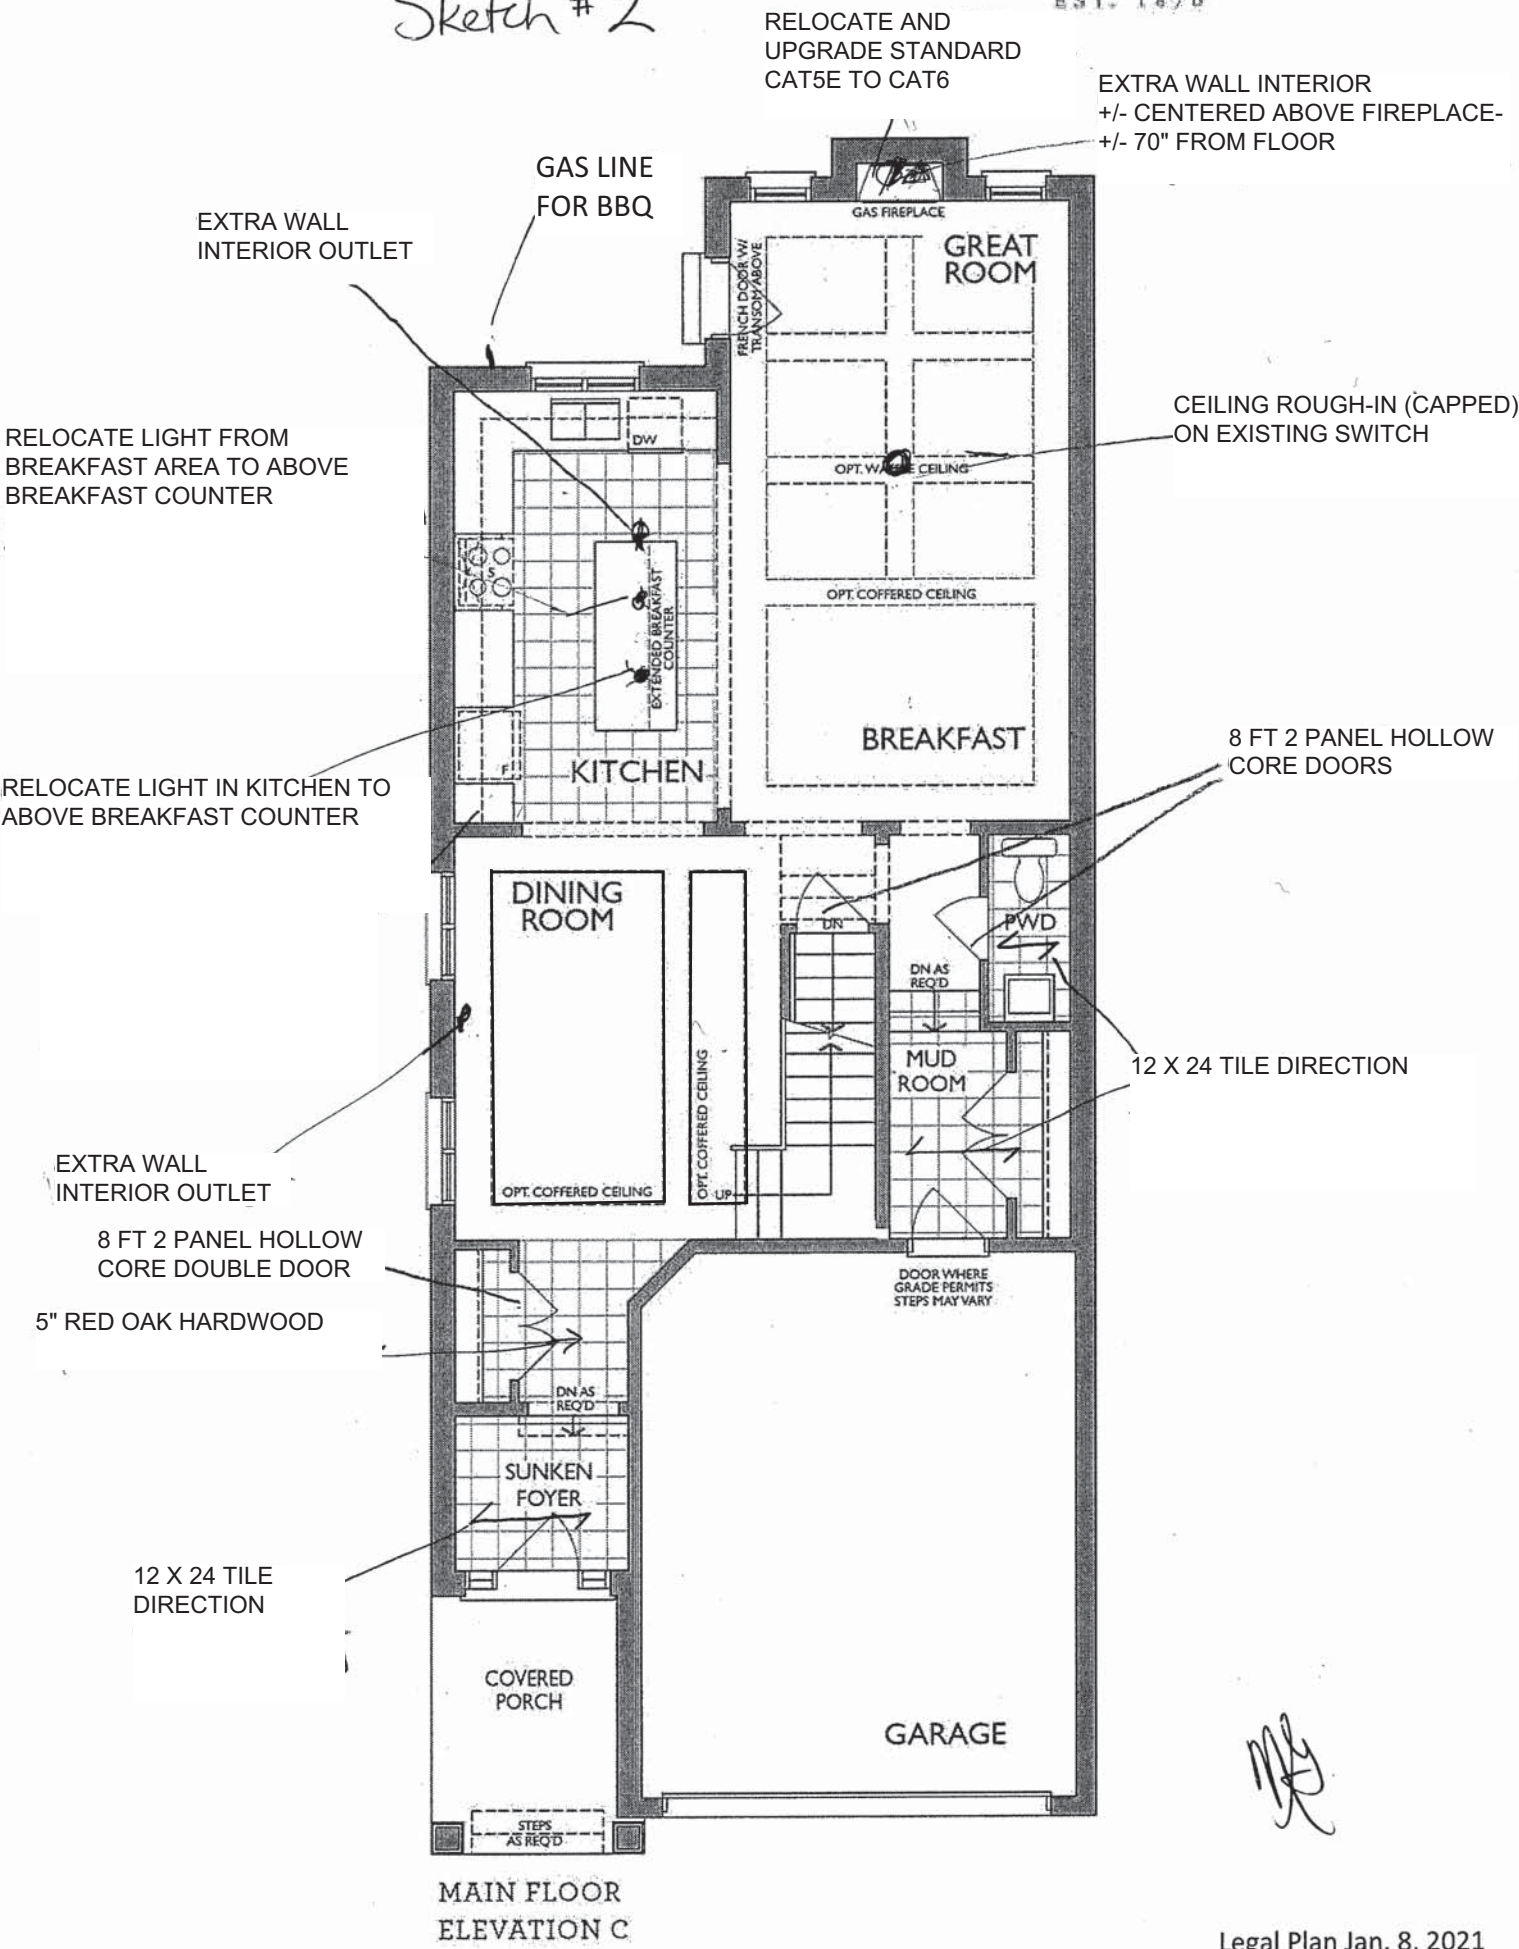 Sketch # 2
EST. 1876
RELOCATE AND
UPGRADE STANDARD
CAT5E TO CAT6
EXTRA WALL INTERIOR
+/- CENTERED ABOVE FIREPLACE-
+/- 70" FROM FLOOR
GAS LINE
FOR BBQ
EXTRA WALL
INTERIOR OUTLET
GAS FIREPLACE
GREAT
ROOM
FRENCH DOOR W/
TRANSOM ABOVE
CEILING ROUGH-IN (CAPPED)
ON EXISTING SWITCH
RELOCATE LIGHT FROM
BREAKFAST AREA TO ABOVE
BREAKFAST COUNTER
DW
OPT. WAFFLE CEILING
S
EXTENDED BREAKFAST
COUNTER
OPT. COFFERED CEILING
F
KITCHEN
BREAKFAST
8 FT 2 PANEL HOLLOW
CORE DOORS
RELOCATE LIGHT IN KITCHEN TO
ABOVE BREAKFAST COUNTER
DINING
ROOM
DN
PWD
DN AS
REQ'D
MUD
ROOM
12 X 24 TILE DIRECTION
OPT. COFFERED CEILING
OPT. COFFERED CEILING
UP
EXTRA WALL
INTERIOR OUTLET
8 FT 2 PANEL HOLLOW
CORE DOUBLE DOOR
5" RED OAK HARDWOOD
DOOR WHERE
GRADE PERMITS
STEPS MAY VARY
DN AS
REQ'D
SUNKEN
FOYER
12 X 24 TILE
DIRECTION
COVERED
PORCH
GARAGE
STEPS
AS REQ'D
MAIN FLOOR
ELEVATION C
Legal Plan Jan. 8, 2021